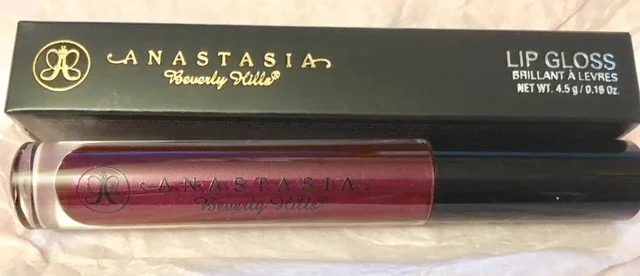 ANASTASIA
Beverly Hills®
LIP GLOSS
BRILLANT À LEVRES
NET WT. 4.5 g / 0.16 Oz.
ANASTASIA
Beverly Hills®